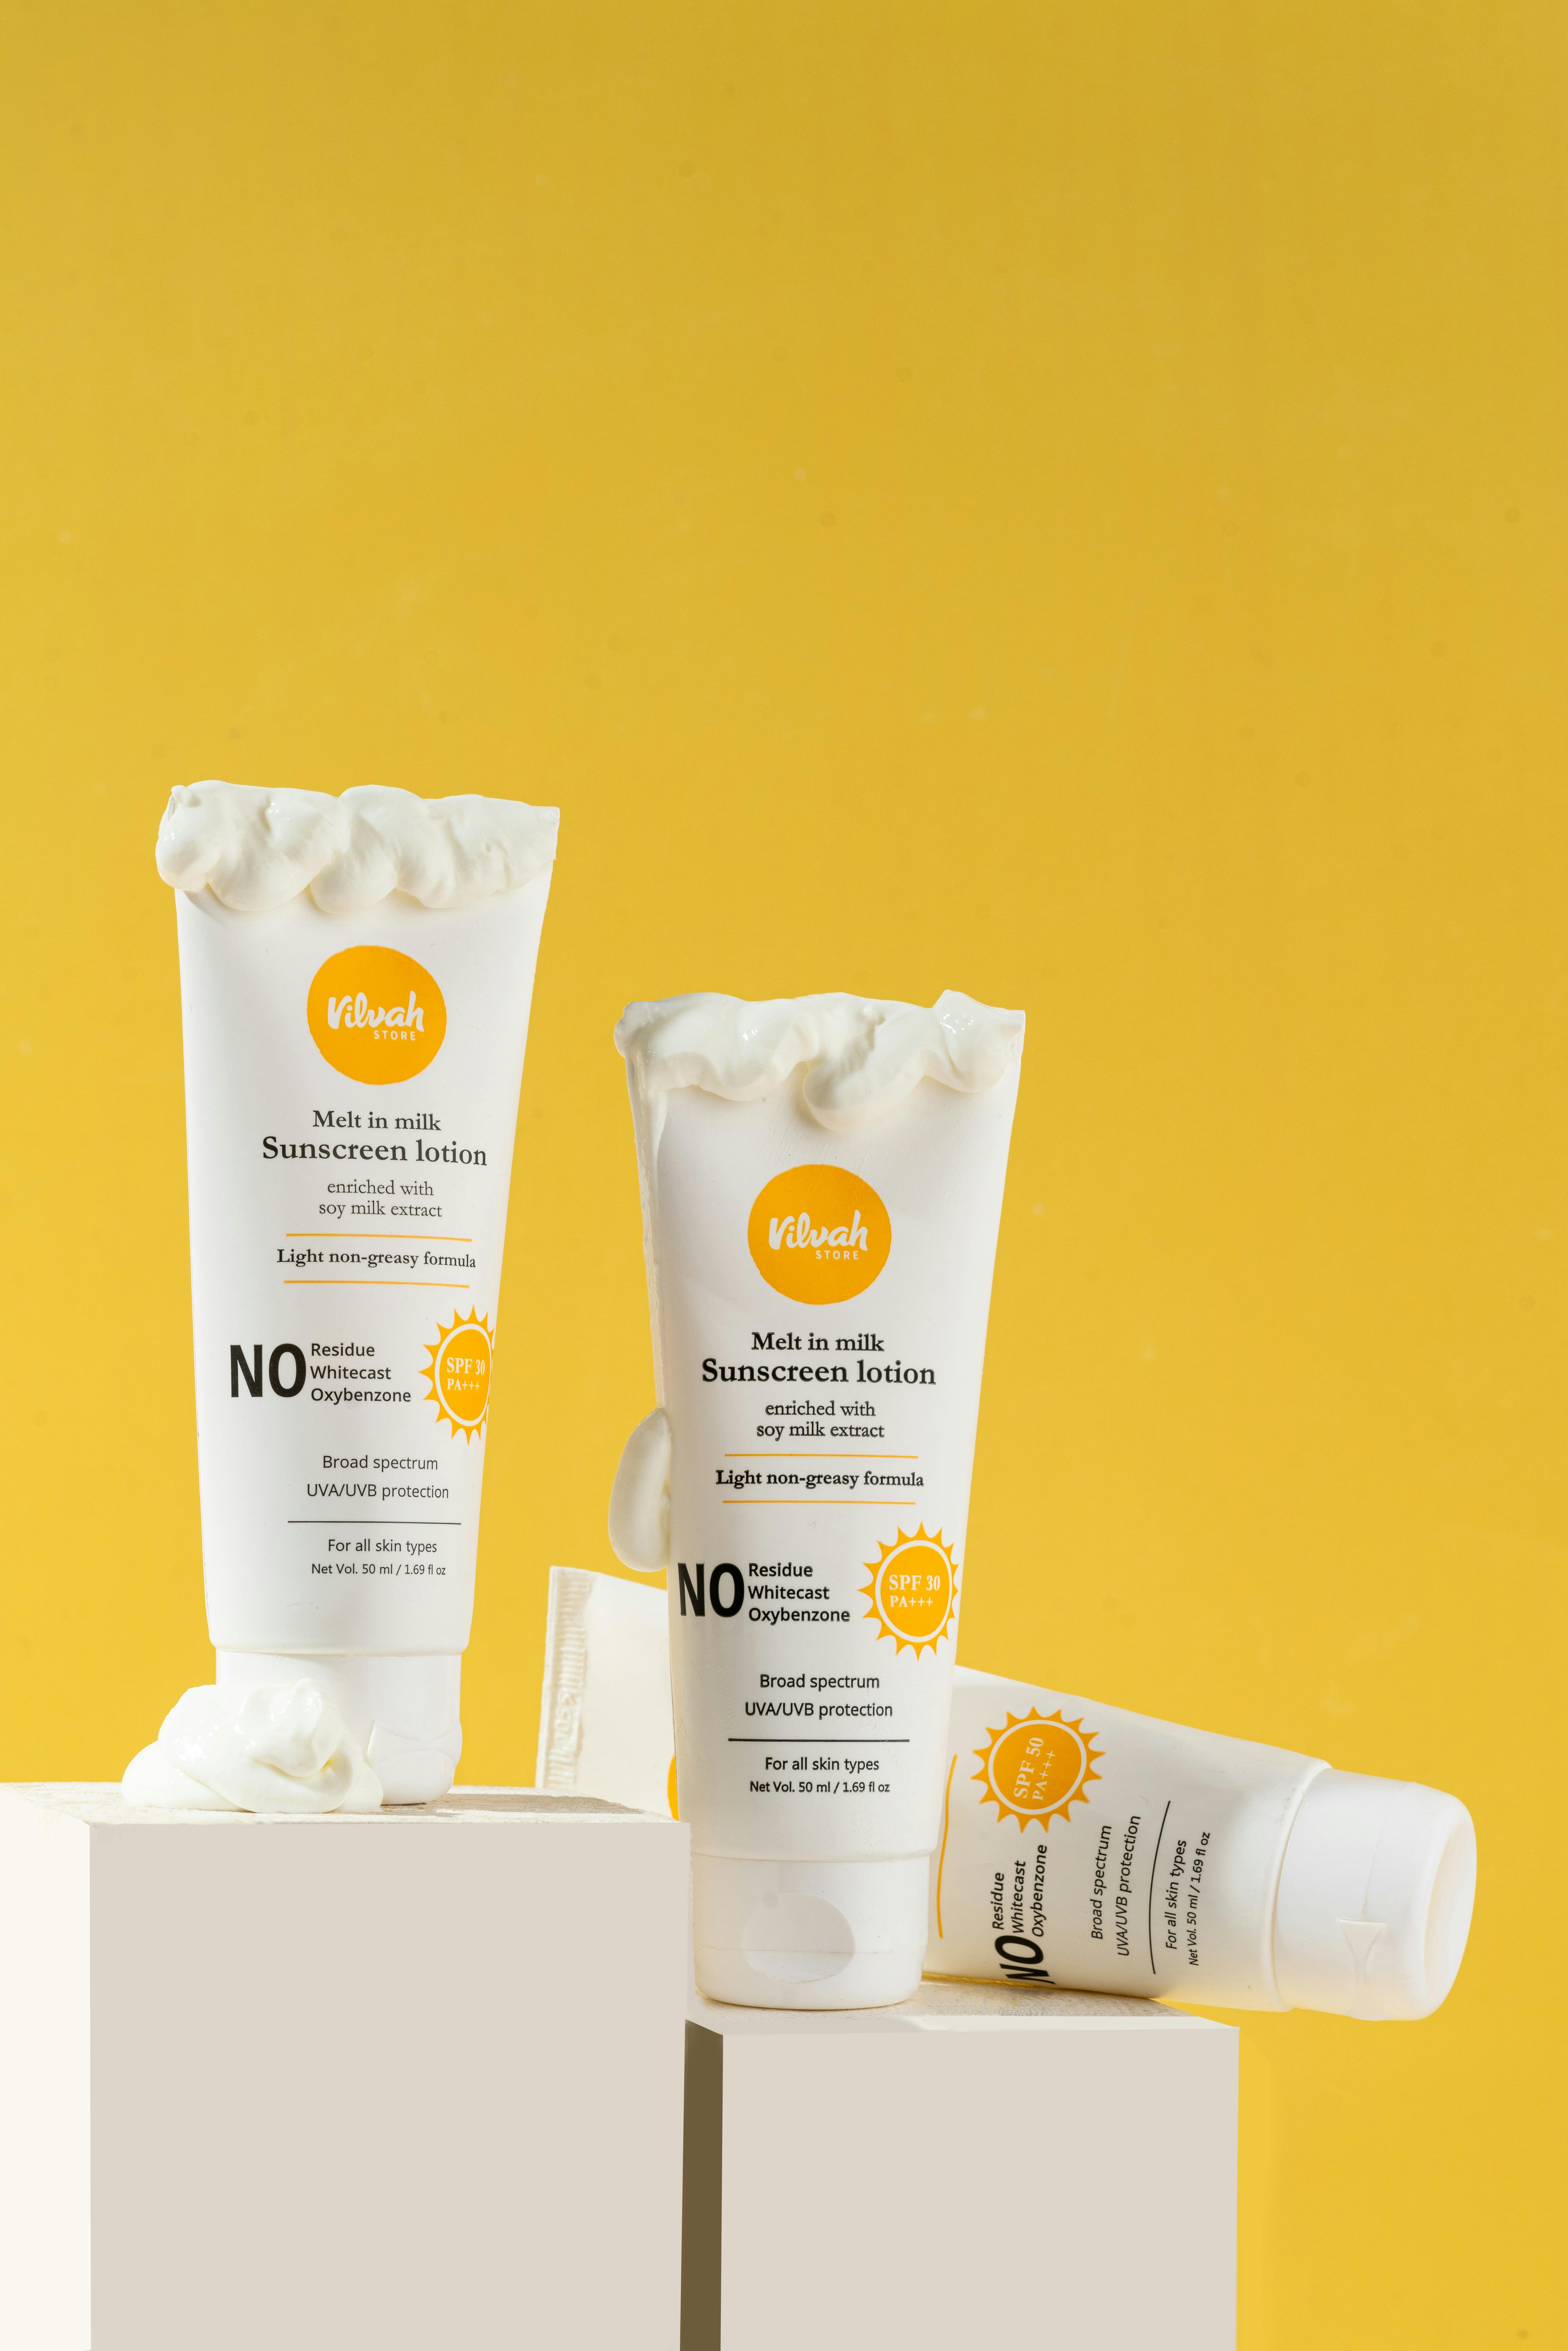 Vilvah
STORE
Melt in milk
Sunscreen lotion
enriched with
soy milk extract
Light non-greasy formula
NO
Residue
Whitecast
Oxybenzone
SPF 30
PA+++
Broad spectrum
UVA/UVB protection
For all skin types
Net Vol. 50 ml / 1.69 fl oz
Vilvah
STORE
Melt in milk
Sunscreen lotion
enriched with
soy milk extract
Light non-greasy formula
NO
Residue
Whitecast
Oxybenzone
SPF 30
PA+++
Broad spectrum
UVA/UVB protection
For all skin types
Net Vol. 50 ml / 1.69 fl oz
NO
Residue
Whitecast
Oxybenzone
SPF 50
PA+++
Broad spectrum
UVA/UVB protection
For all skin types
Net Vol. 50 ml / 1.69 fl oz